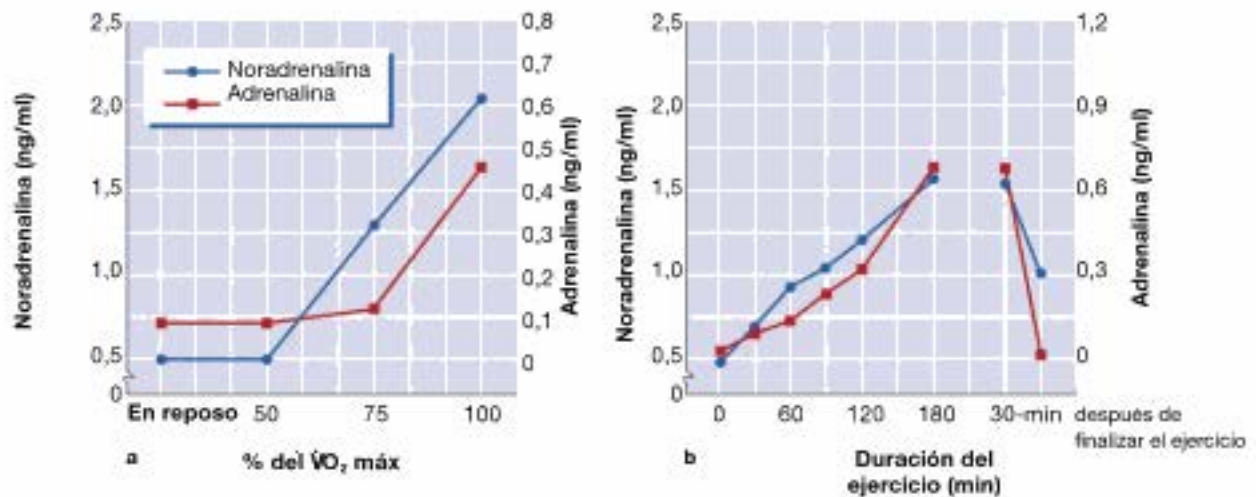 2,5
2,0
1,5
1,0
0,5
0
Noradrenalina (ng/ml)
Noradrenalina
Adrenalina
0,8
0,7
0,6
0,5
0,4
0,3
0,2
0,1
0
Adrenalina (ng/ml)
En reposo 50 75 100
a % del V̇O₂ máx
2,5
2,0
1,5
1,0
0,5
0
Noradrenalina (ng/ml)
1,2
0,9
0,6
0,3
0
Adrenalina (ng/ml)
0 60 120 180 30-min después de
finalizar el ejercicio
b Duración del
ejercicio (min)